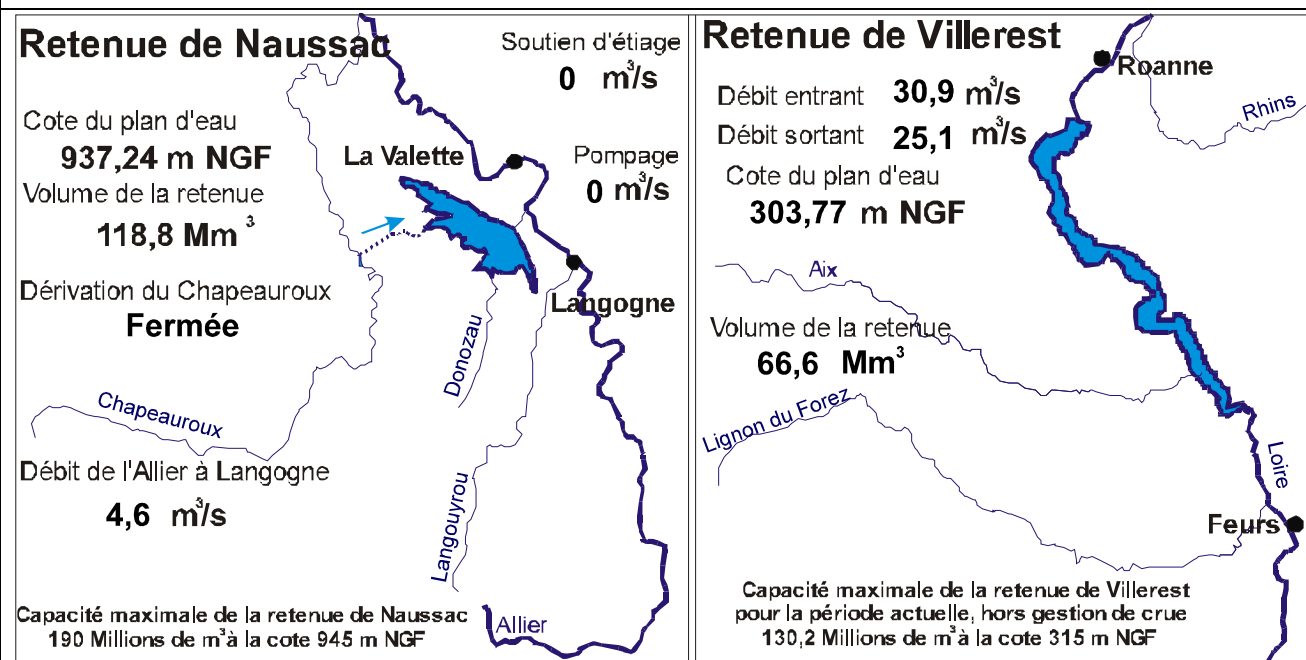 Retenue de Naussac
Soutien d'étiage
0 m³/s
Cote du plan d'eau
937,24 m NGF
La Valette
Pompage
0 m³/s
Volume de la retenue
118,8 Mm³
Dérivation du Chapeauroux
Fermée
Langogne
Donozau
Chapeauroux
Débit de l'Allier à Langogne
4,6 m³/s
Langouyrou
Capacité maximale de la retenue de Naussac
190 Millions de m³ à la cote 945 m NGF
Allier
Retenue de Villerest
Roanne
Débit entrant 30,9 m³/s
Rhins
Débit sortant 25,1 m³/s
Cote du plan d'eau
303,77 m NGF
Aix
Volume de la retenue
66,6 Mm³
Lignon du Forez
Loire
Feurs
Capacité maximale de la retenue de Villerest
pour la période actuelle, hors gestion de crue
130,2 Millions de m³ à la cote 315 m NGF